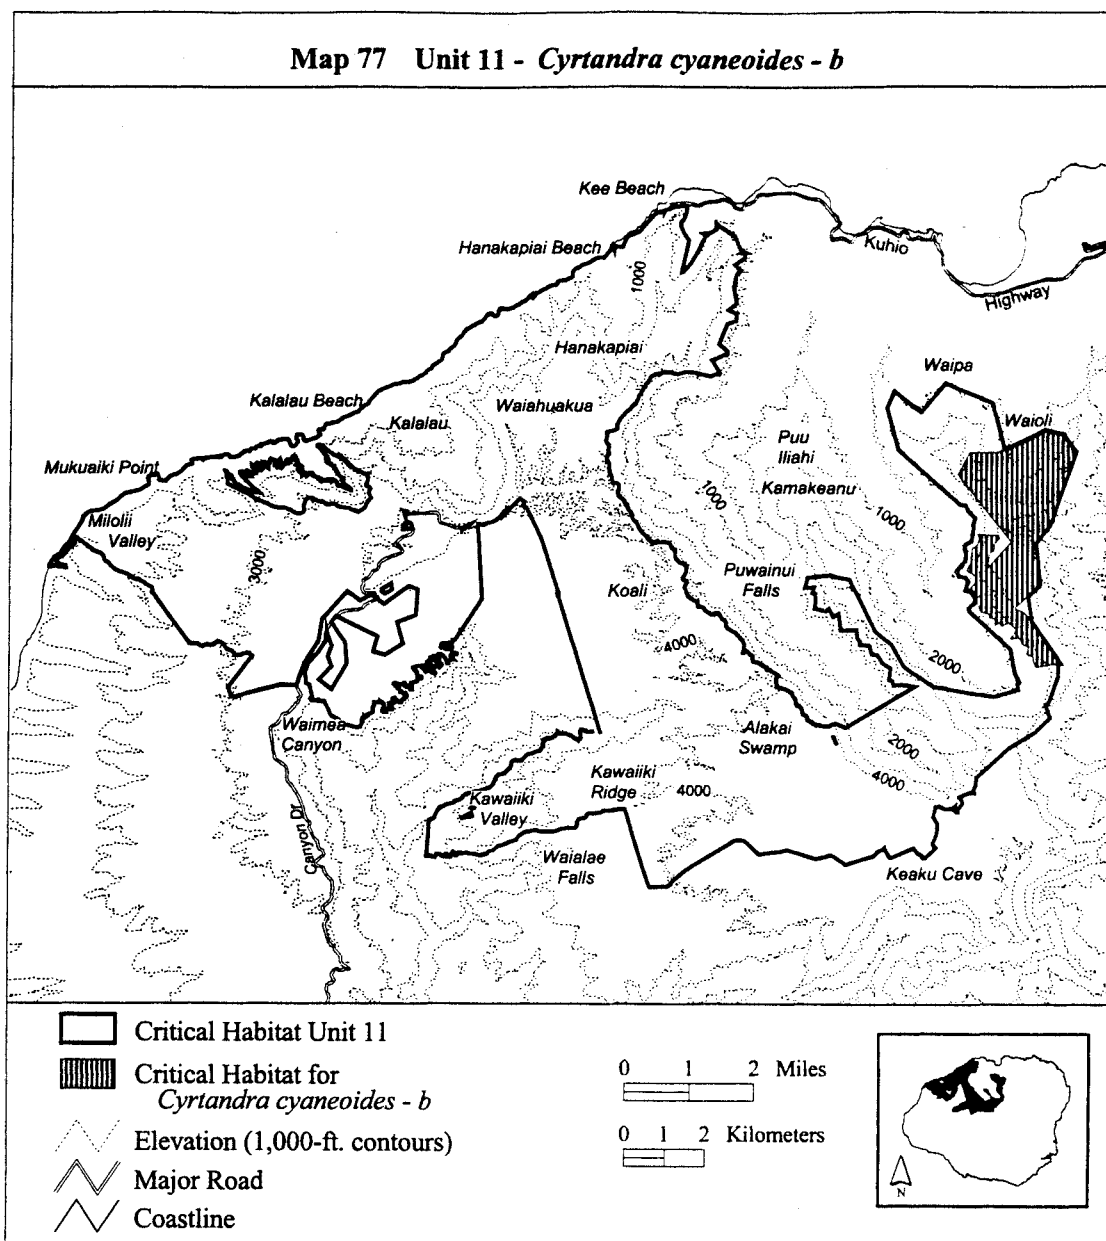 Map 77 Unit 11 - Cyrtandra cyaneoides - b
Kee Beach
Hanakapiai Beach
Kuhio
Highway
1000
Hanakapiai
Waipa
Kalalau Beach
Waiahuakua
Kalalau
Waioli
Puu
Iliahi
Mukuaiki Point
Kamakeanu
1000
1000
Milolii
Valley
3000
Puwainui
Falls
Koali
4000
2000
Waimea
Canyon
Alakai
Swamp
2000
Kawaiiki
Ridge
4000
4000
Kawaiiki
Valley
Canyon Dr
Waialae
Falls
Keaku Cave
Critical Habitat Unit 11
Critical Habitat for
Cyrtandra cyaneoides - b
Elevation (1,000-ft. contours)
Major Road
Coastline
0 1 2 Miles
0 1 2 Kilometers
N